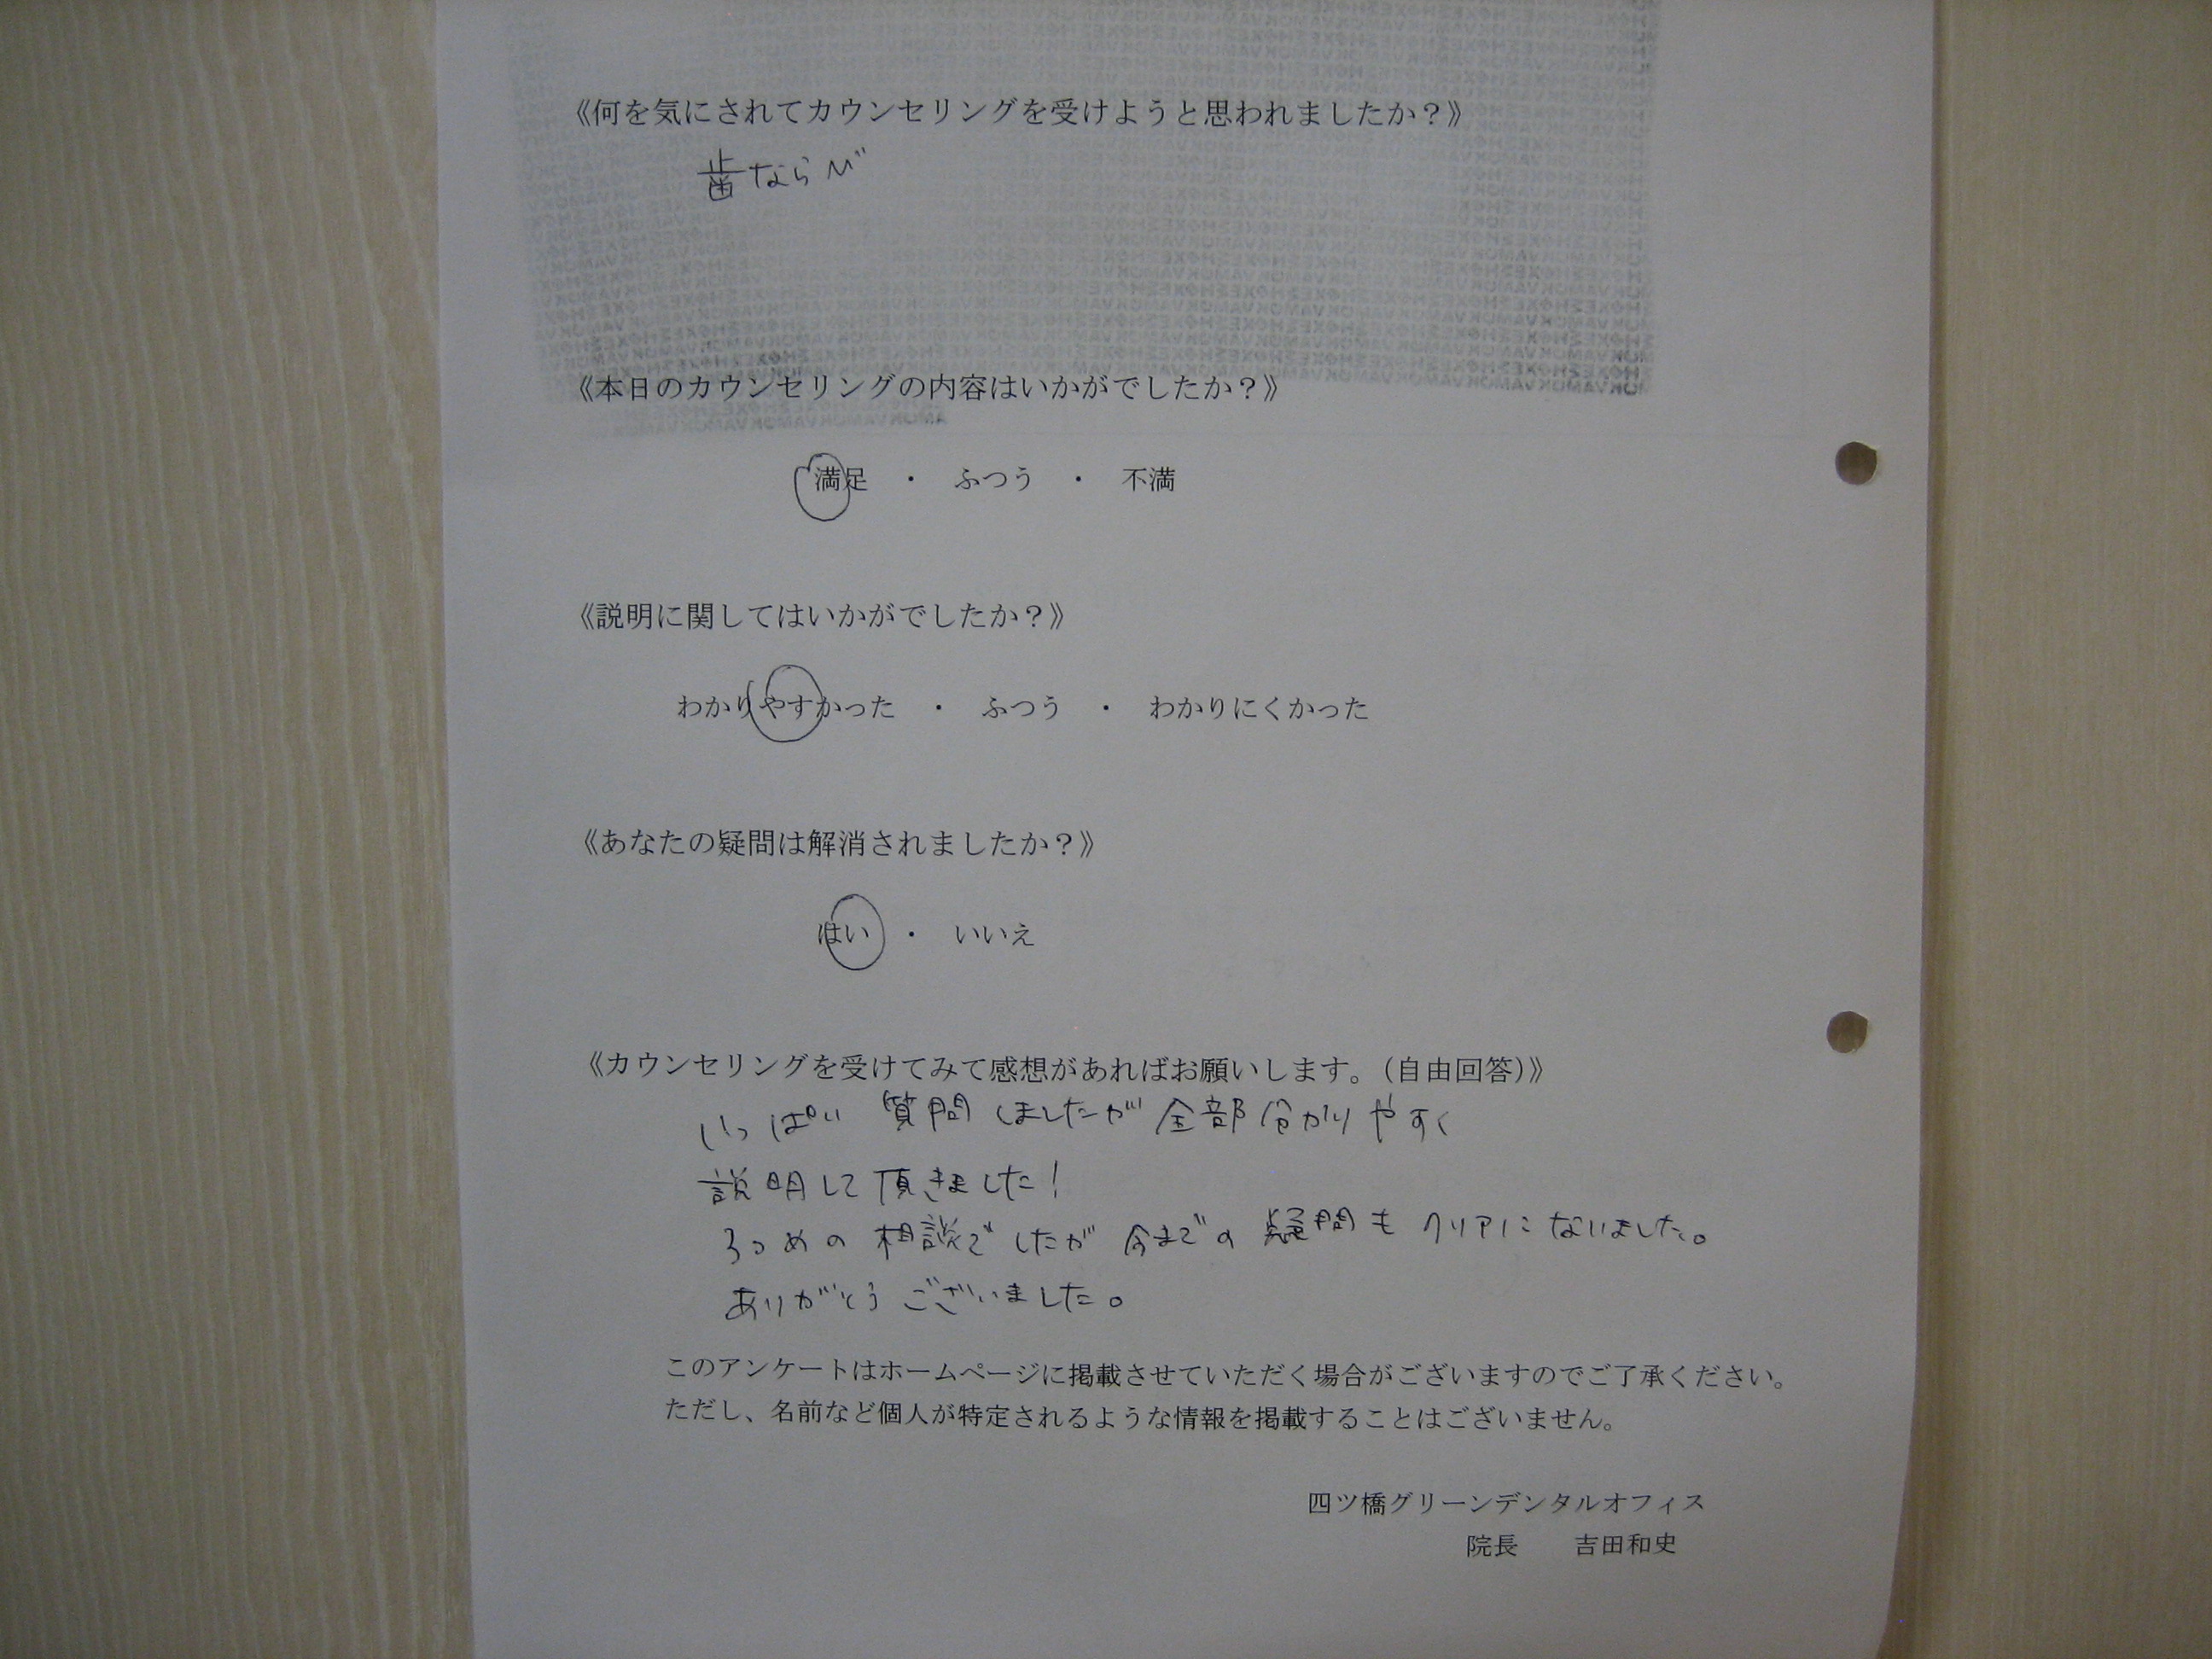 《何を気にされてカウンセリングを受けようと思われましたか？》
歯ならび
《本日のカウンセリングの内容はいかがでしたか？》
満足 ・ ふつう ・ 不満
《説明に関してはいかがでしたか？》
わかりやすかった ・ ふつう ・ わかりにくかった
《あなたの疑問は解消されましたか？》
はい ・ いいえ
《カウンセリングを受けてみて感想があればお願いします。（自由回答）》
いっぱい 質問しましたが 全部分かりやすく
説明して頂きました！
3つめの相談でしたが 今までの疑問もクリアになりました。
ありがとうございました。
このアンケートはホームページに掲載させていただく場合がございますのでご了承ください。
ただし、名前など個人が特定されるような情報を掲載することはございません。
四ツ橋グリーンデンタルオフィス
院長 吉田和史